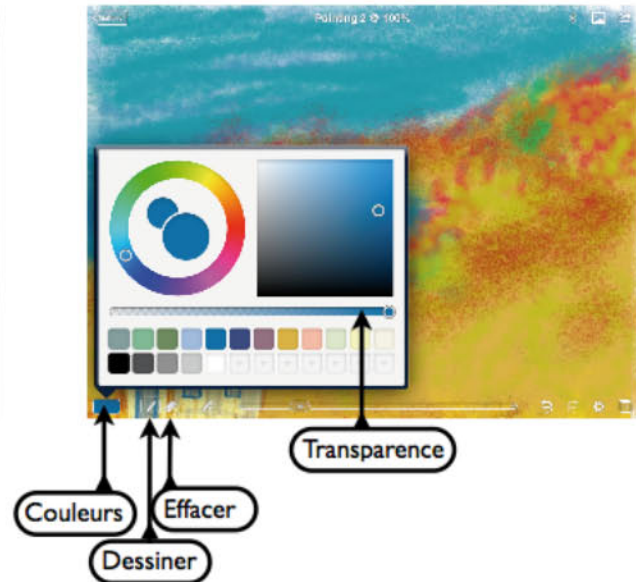 Painting 2 @ 100%
Transparence
Couleurs
Effacer
Dessiner